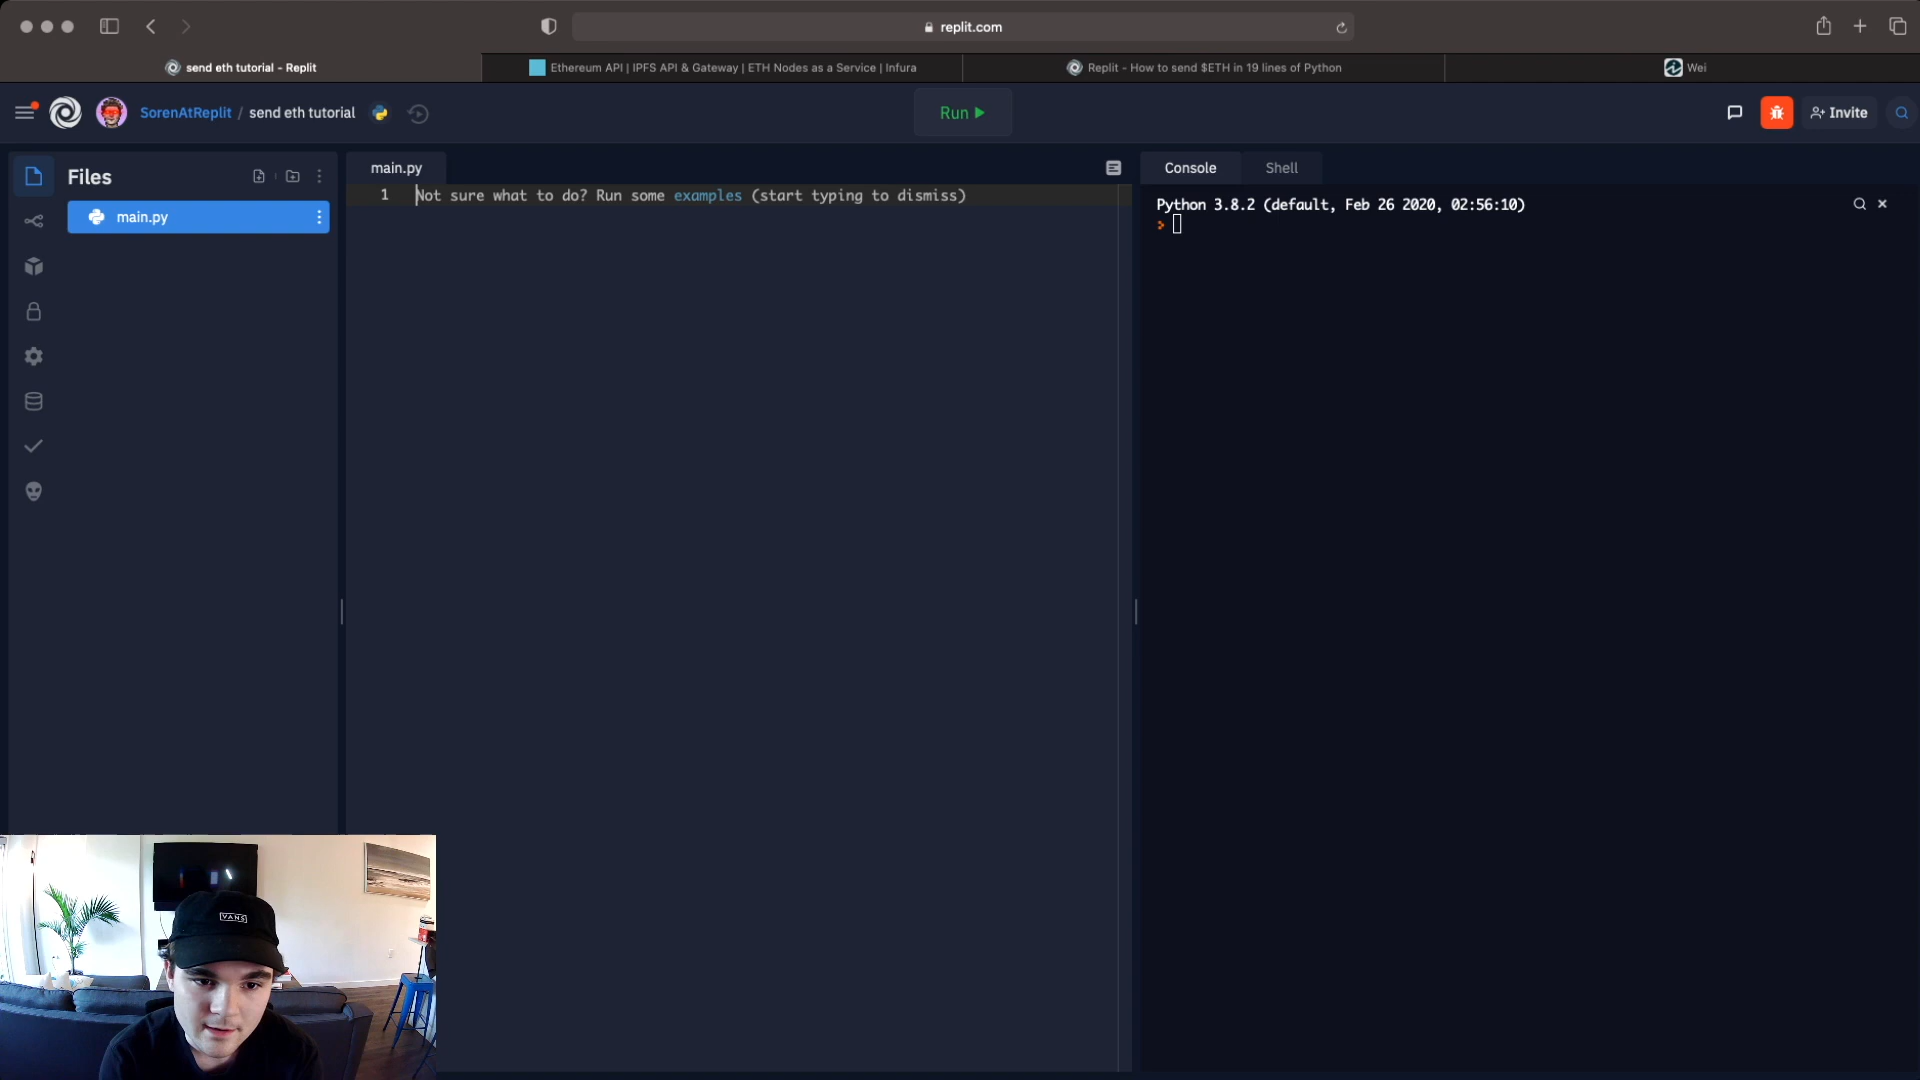 replit.com
send eth tutorial - Replit
Ethereum API | IPFS API & Gateway | ETH Nodes as a Service | Infura
Replit - How to send $ETH in 19 lines of Python
Wei
SorenAtReplit / send eth tutorial
Run
Invite
Files
main.py
main.py
1 Not sure what to do? Run some examples (start typing to dismiss)
Console
Shell
Python 3.8.2 (default, Feb 26 2020, 02:56:10)
VANS